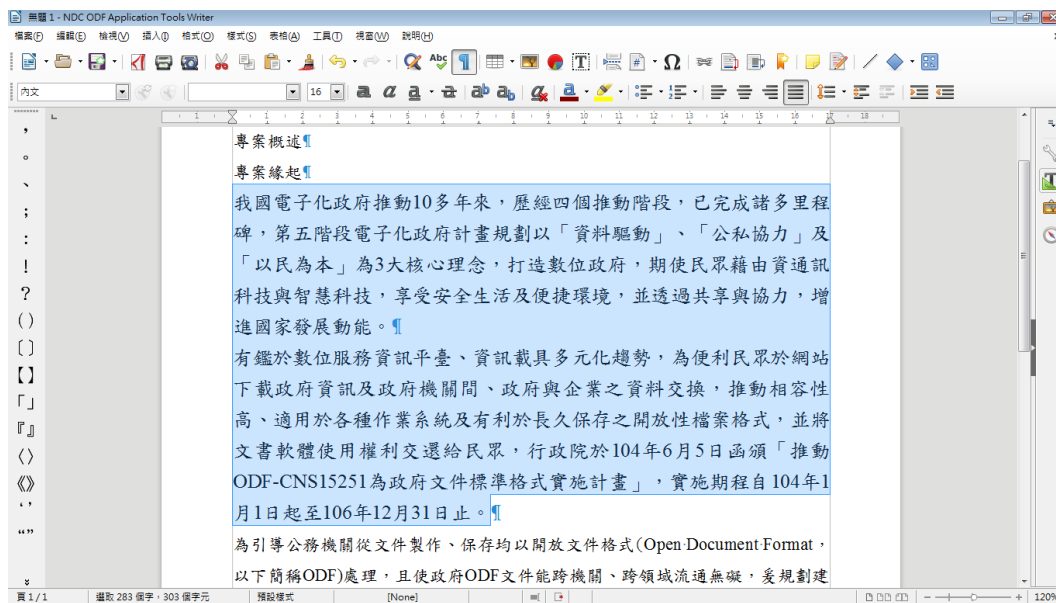 無題 1 - NDC ODF Application Tools Writer
檔案(F) 編輯(E) 檢視(V) 插入(I) 格式(O) 樣式(S) 表格(A) 工具(T) 視窗(W) 說明(H)
內文 16
1 1 2 3 4 5 6 7 8 9 10 11 12 13 14 15 16 17 18
專案概述¶
專案緣起¶
我國電子化政府推動10多年來，歷經四個推動階段，已完成諸多里程
碑，第五階段電子化政府計畫規劃以「資料驅動」、「公私協力」及
「以民為本」為3大核心理念，打造數位政府，期使民眾藉由資通訊
科技與智慧科技，享受安全生活及便捷環境，並透過共享與協力，增
進國家發展動能。¶
有鑑於數位服務資訊平臺、資訊載具多元化趨勢，為便利民眾於網站
下載政府資訊及政府機關間、政府與企業之資料交換，推動相容性
高、適用於各種作業系統及有利於長久保存之開放性檔案格式，並將
文書軟體使用權利交還給民眾，行政院於104年6月5日函頒「推動
ODF-CNS15251為政府文件標準格式實施計畫」，實施期程自104年1
月1日起至106年12月31日止。¶
為引導公務機關從文件製作、保存均以開放文件格式(Open·Document·Format，
以下簡稱ODF)處理，且使政府ODF文件能跨機關、跨領域流通無礙，爰規劃建
，
。
、
；
：
！
？
( )
〔 〕
【】
「」
『』
〈〉
《》
‘ ’
“ ”
頁 1 / 1 選取 283 個字，303 個字元 預設樣式 [None] 120%